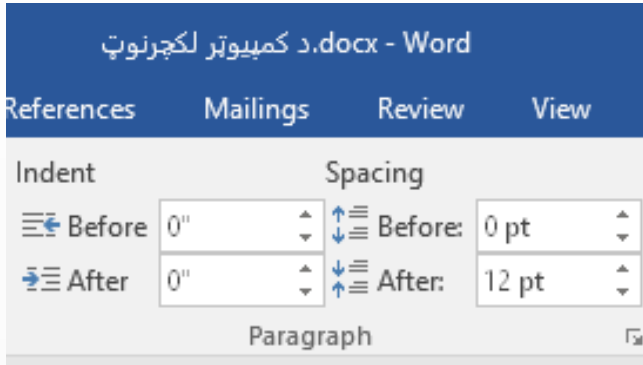 د کمپیوټر لکچرنوټ.docx - Word
References Mailings Review View
Indent Spacing
Before 0" Before: 0 pt
After 0" After: 12 pt
Paragraph